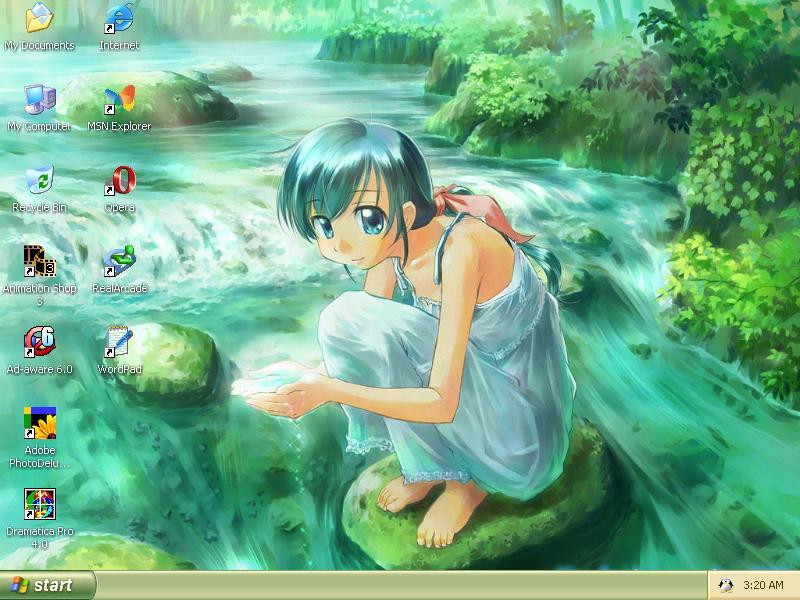 My Documents
Internet
My Computer
MSN Explorer
Recycle Bin
Opera
Animation Shop
3
RealArcade
Ad-aware 6.0
WordPad
Adobe
PhotoDelu...
Dramatica Pro
4.0
start
3:20 AM